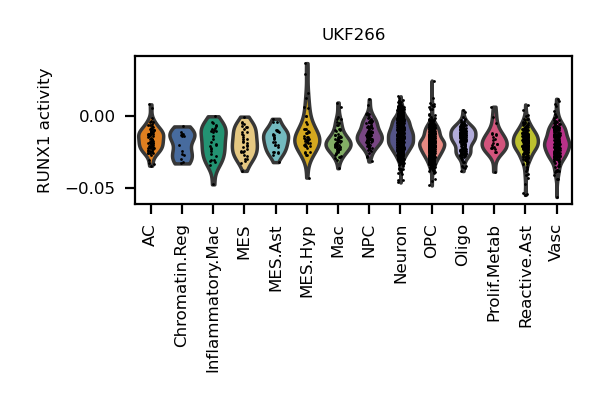 UKF266
RUNX1 activity
0.00
−0.05
AC
Chromatin.Reg
Inflammatory.Mac
MES
MES.Ast
MES.Hyp
Mac
NPC
Neuron
OPC
Oligo
Prolif.Metab
Reactive.Ast
Vasc